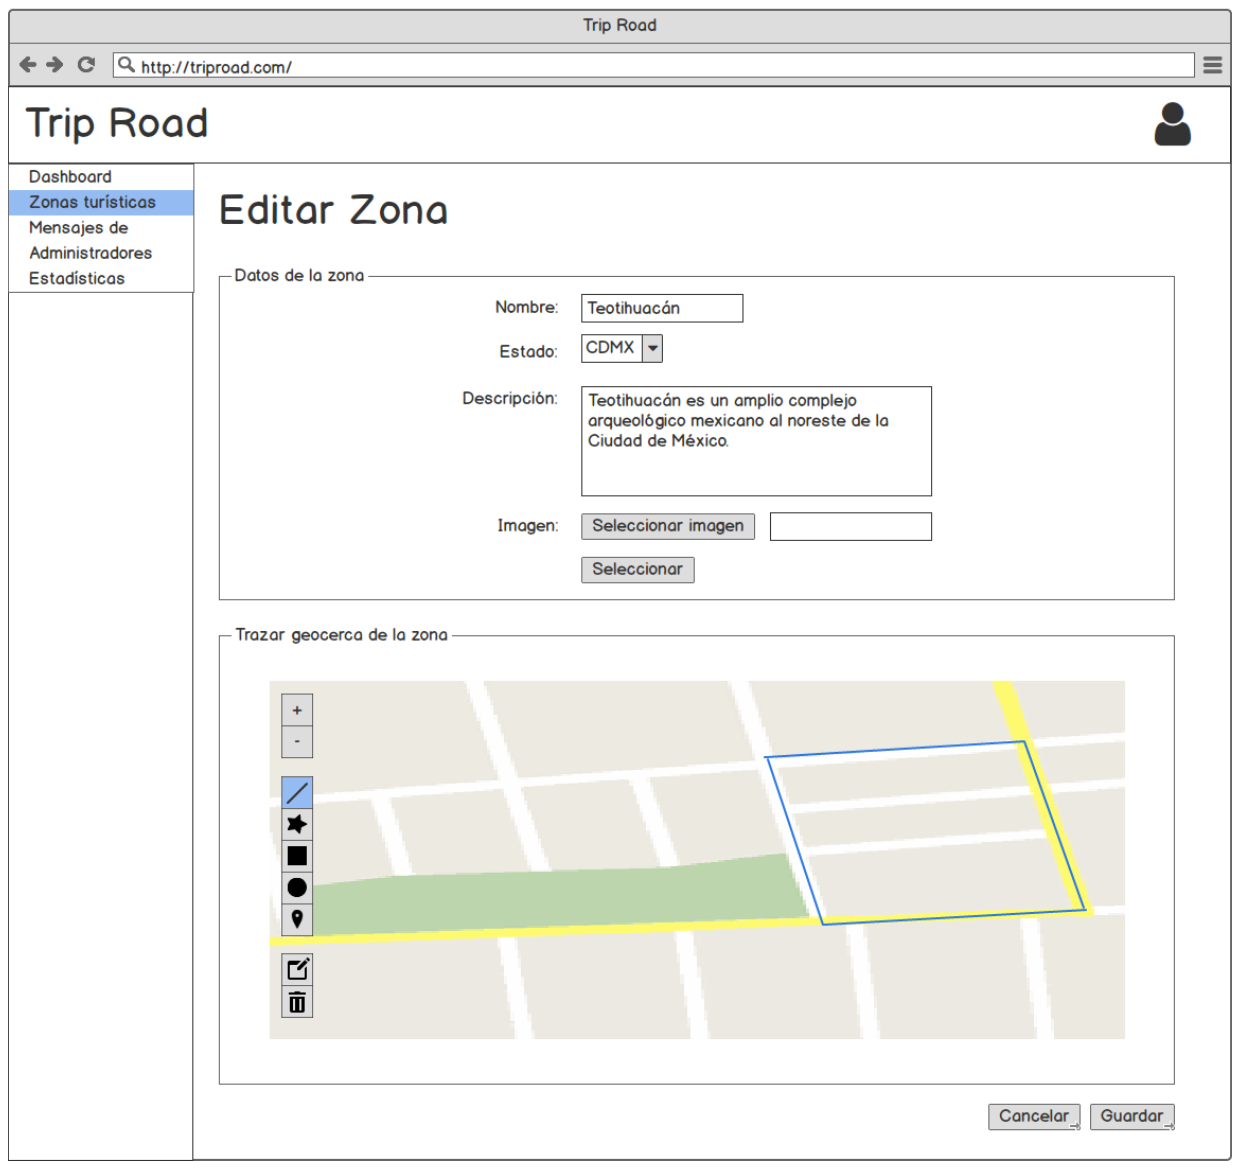 Trip Road
http://triproad.com/
Trip Road
Dashboard
Zonas turísticas
Mensajes de
Administradores
Estadísticas
Editar Zona
Datos de la zona
Nombre: Teotihuacán
Estado: CDMX
Descripción: Teotihuacán es un amplio complejo
arqueológico mexicano al noreste de la
Ciudad de México.
Imagen: Seleccionar imagen
Seleccionar
Trazar geocerca de la zona
+
-
Cancelar Guardar